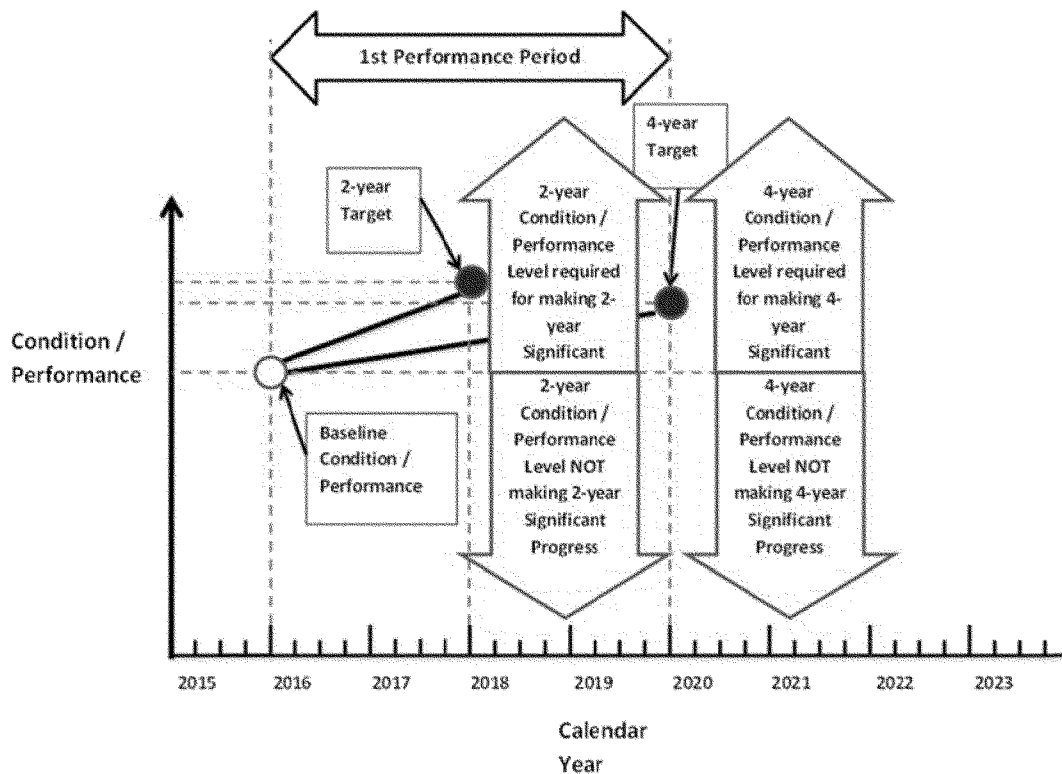 1st Performance Period
4-year
Target
2-year
Target
2-year
Condition /
Performance
Level required
for making 2-
year
Significant
4-year
Condition /
Performance
Level required
for making 4-
year
Significant
Condition /
Performance
Baseline
Condition /
Performance
2-year
Condition /
Performance
Level NOT
making 2-year
Significant
Progress
4-year
Condition /
Performance
Level NOT
making 4-year
Significant
Progress
2015 2016 2017 2018 2019 2020 2021 2022 2023
Calendar
Year